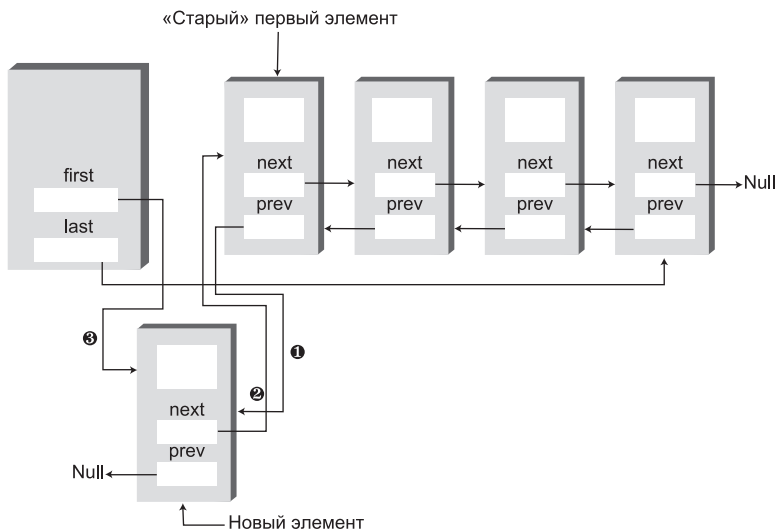 «Старый» первый элемент
first
last
next
prev
next
prev
next
prev
next
prev
Null
❸
❶
❷
next
prev
Null
Новый элемент